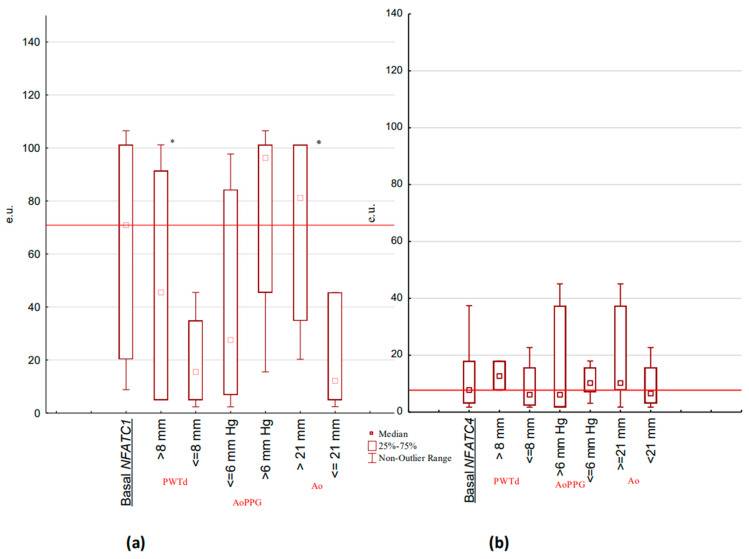 140
120
100
80
60
40
20
0
e.u.
*
*
Basal NFATC1
>8 mm
<=8 mm
<=6 mm Hg
>6 mm Hg
> 21 mm
<= 21 mm
PWTd
AoPPG
Ao
(a)
140
120
100
80
60
40
20
0
c.u.
Basal NFATC4
> 8 mm
<=8 mm
>6 mm Hg
<=6 mm Hg
>=21 mm
<21 mm
PWTd
AoPPG
Ao
Median
25%-75%
Non-Outlier Range
(b)